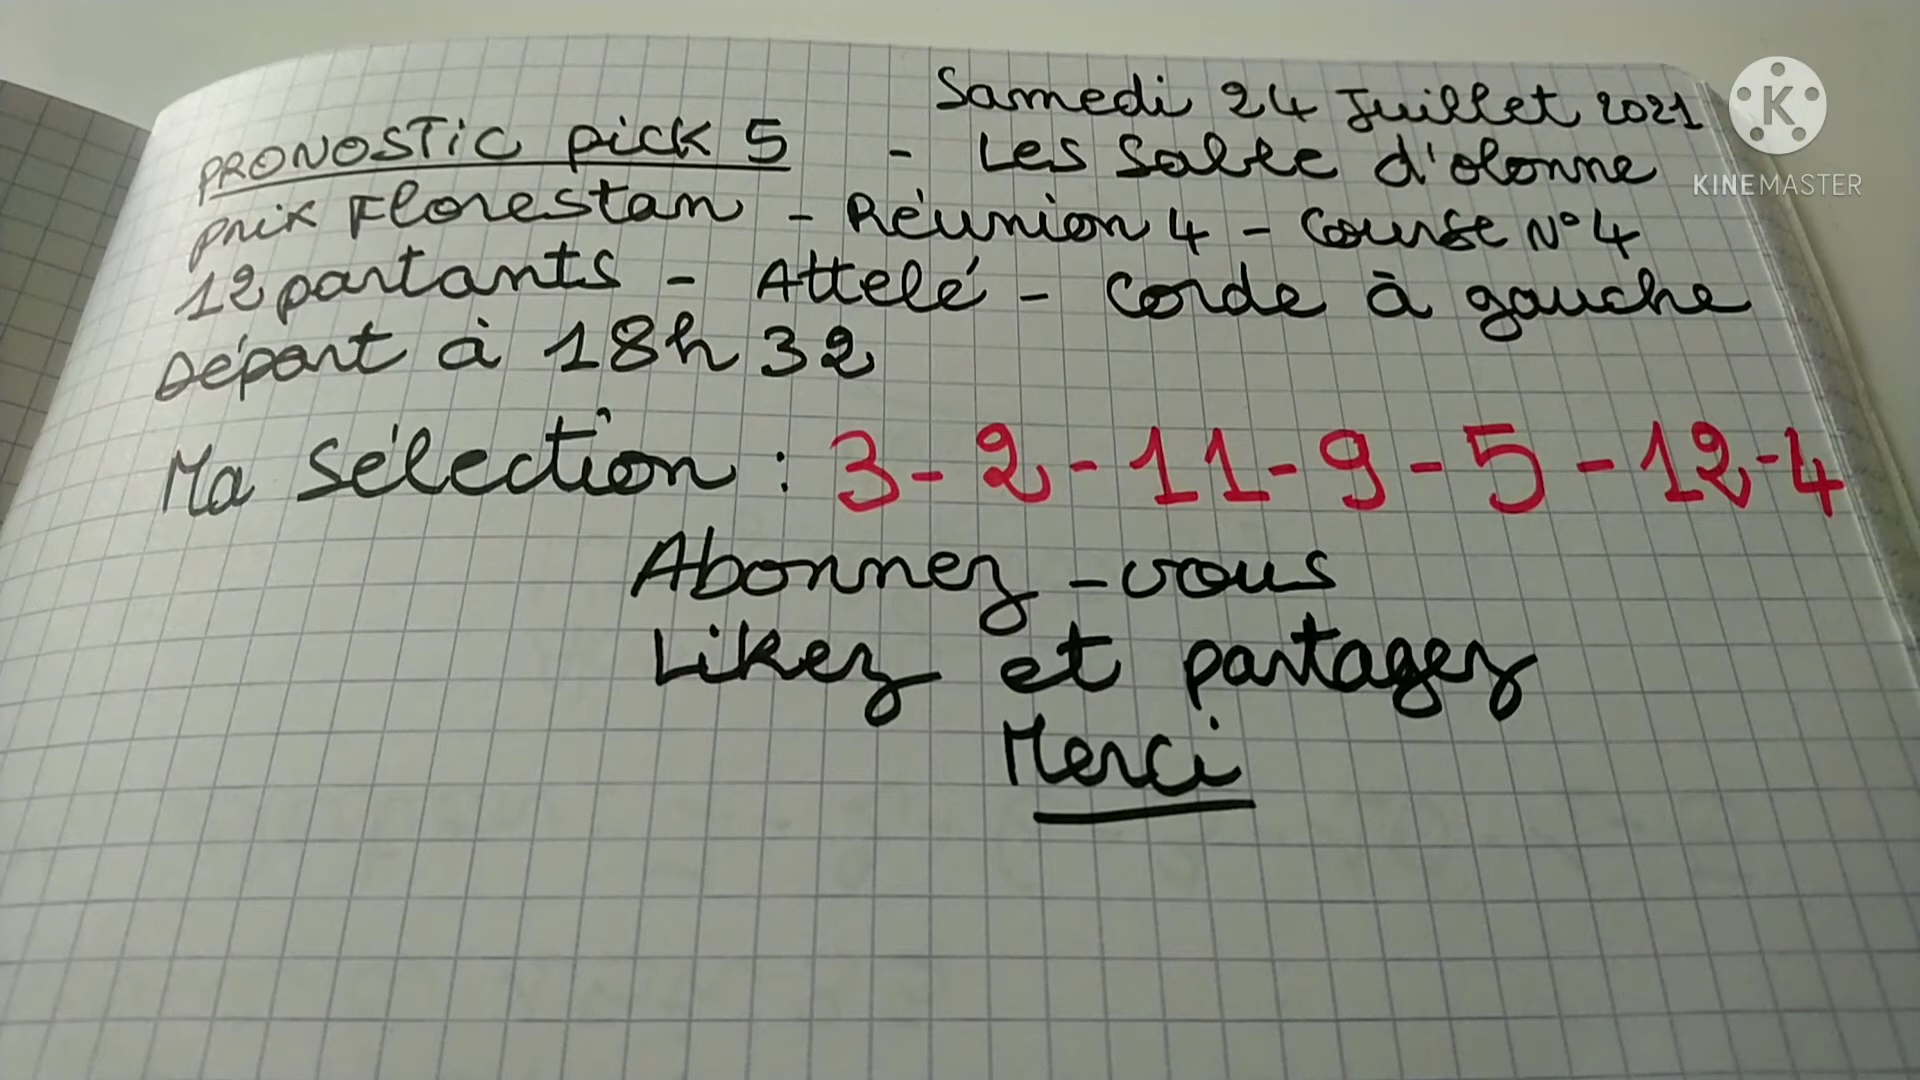 Samedi 24 Juillet 2021
PRONOSTIC pick 5 - Les Sable d'olonne
prix Florestan - Réunion 4 - Course N°4
12 partants - Attelé - Corde à gauche
Départ à 18h32
Ma Sélection : 3-2-11-9-5-12-4
Abonnez-vous
Likez et partagez
Merci
K
KINEMASTER